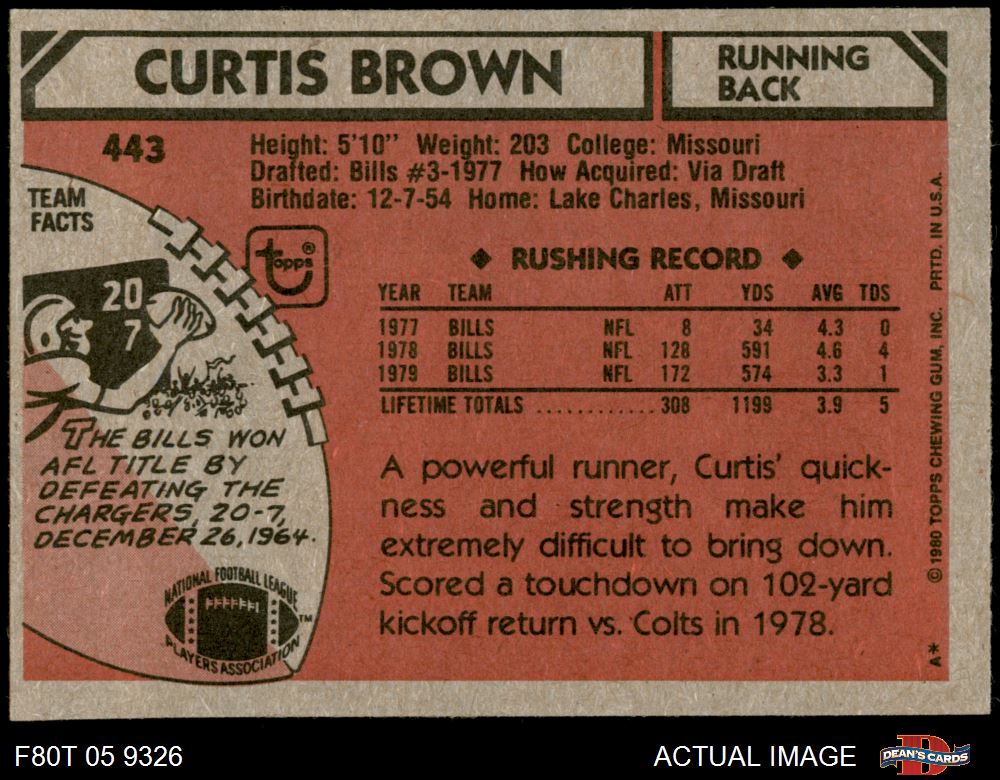 CURTIS BROWN
RUNNING
BACK
443
Height: 5'10" Weight: 203 College: Missouri
Drafted: Bills #3-1977 How Acquired: Via Draft
Birthdate: 12-7-54 Home: Lake Charles, Missouri
TEAM
FACTS
topps®
20
7
THE BILLS WON
AFL TITLE BY
DEFEATING THE
CHARGERS, 20-7,
DECEMBER 26, 1964.
NATIONAL FOOTBALL LEAGUE
PLAYERS ASSOCIATION
TM
◆ RUSHING RECORD ◆
YEAR TEAM ATT YDS AVG TDS
1977 BILLS NFL 8 34 4.3 0
1978 BILLS NFL 128 591 4.6 4
1979 BILLS NFL 172 574 3.3 1
LIFETIME TOTALS ............ 308 1199 3.9 5
A powerful runner, Curtis' quick-
ness and strength make him
extremely difficult to bring down.
Scored a touchdown on 102-yard
kickoff return vs. Colts in 1978.
A* © 1980 TOPPS CHEWING GUM, INC. PRTD. IN U.S.A.
F80T 05 9326
ACTUAL IMAGE
DEAN'S CARDS